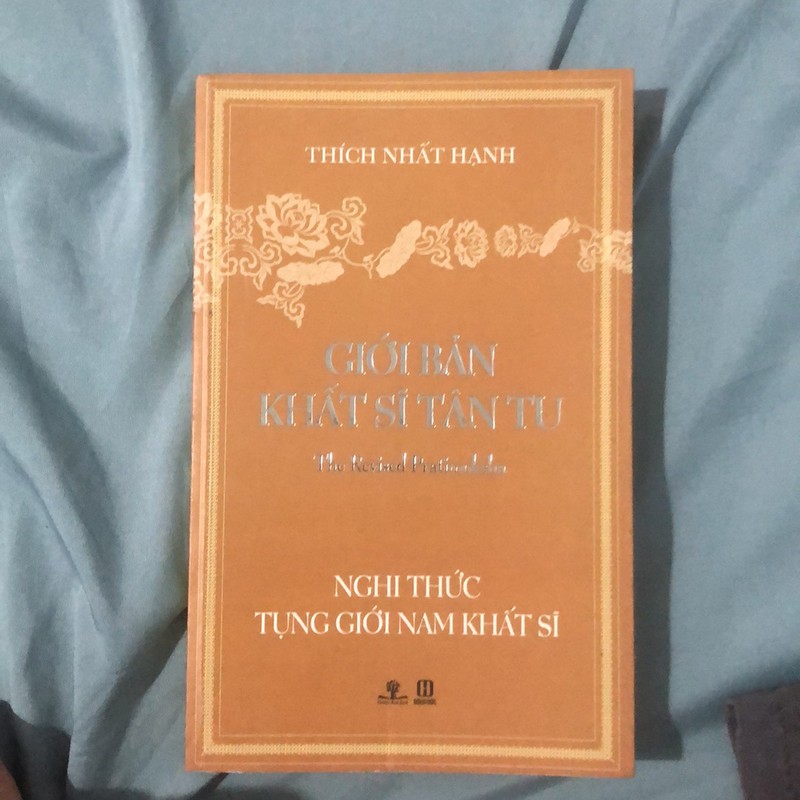 THÍCH NHẤT HẠNH
GIỚI BẢN
KHẤT SĨ TÂN TU
The Revised Pratimoksha
NGHI THỨC
TỤNG GIỚI NAM KHẤT SĨ